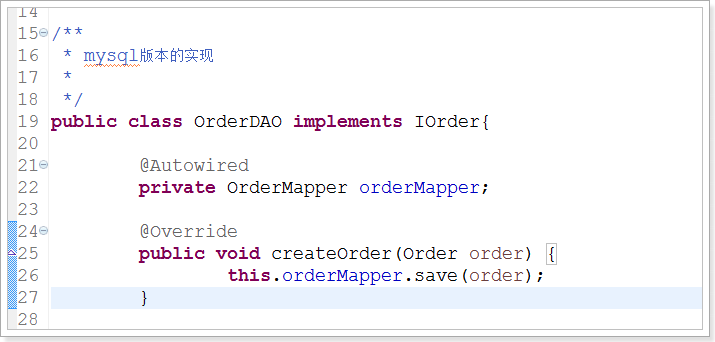 14
15 /**
16  * mysql版本的实现
17  *
18  */
19 public class OrderDAO implements IOrder{
20
21         @Autowired
22         private OrderMapper orderMapper;
23
24         @Override
25         public void createOrder(Order order) {
26                 this.orderMapper.save(order);
27         }
28